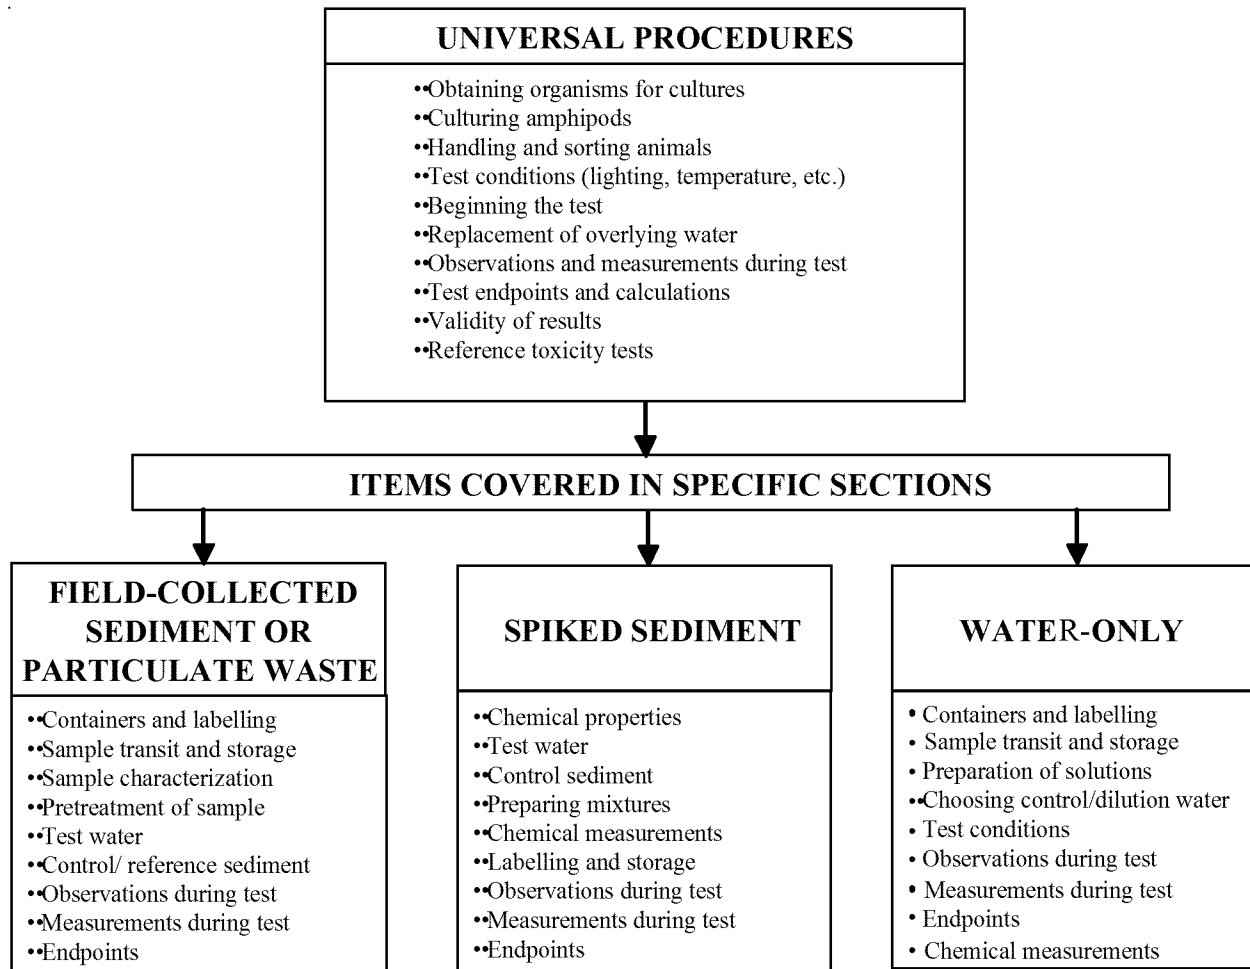 UNIVERSAL PROCEDURES
••Obtaining organisms for cultures
••Culturing amphipods
••Handling and sorting animals
••Test conditions (lighting, temperature, etc.)
••Beginning the test
••Replacement of overlying water
••Observations and measurements during test
••Test endpoints and calculations
••Validity of results
••Reference toxicity tests
ITEMS COVERED IN SPECIFIC SECTIONS
FIELD-COLLECTED
SEDIMENT OR
PARTICULATE WASTE
••Containers and labelling
••Sample transit and storage
••Sample characterization
••Pretreatment of sample
••Test water
••Control/ reference sediment
••Observations during test
••Measurements during test
••Endpoints
SPIKED SEDIMENT
••Chemical properties
••Test water
••Control sediment
••Preparing mixtures
••Chemical measurements
••Labelling and storage
••Observations during test
••Measurements during test
••Endpoints
WATER-ONLY
• Containers and labelling
• Sample transit and storage
• Preparation of solutions
••Choosing control/dilution water
• Test conditions
• Observations during test
• Measurements during test
• Endpoints
• Chemical measurements